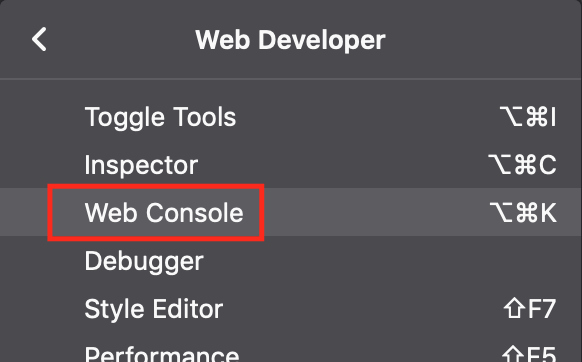 Web Developer
Toggle Tools ⌥⌘I
Inspector ⌥⌘C
Web Console ⌥⌘K
Debugger
Style Editor ⇧F7
Performance ⇧F5